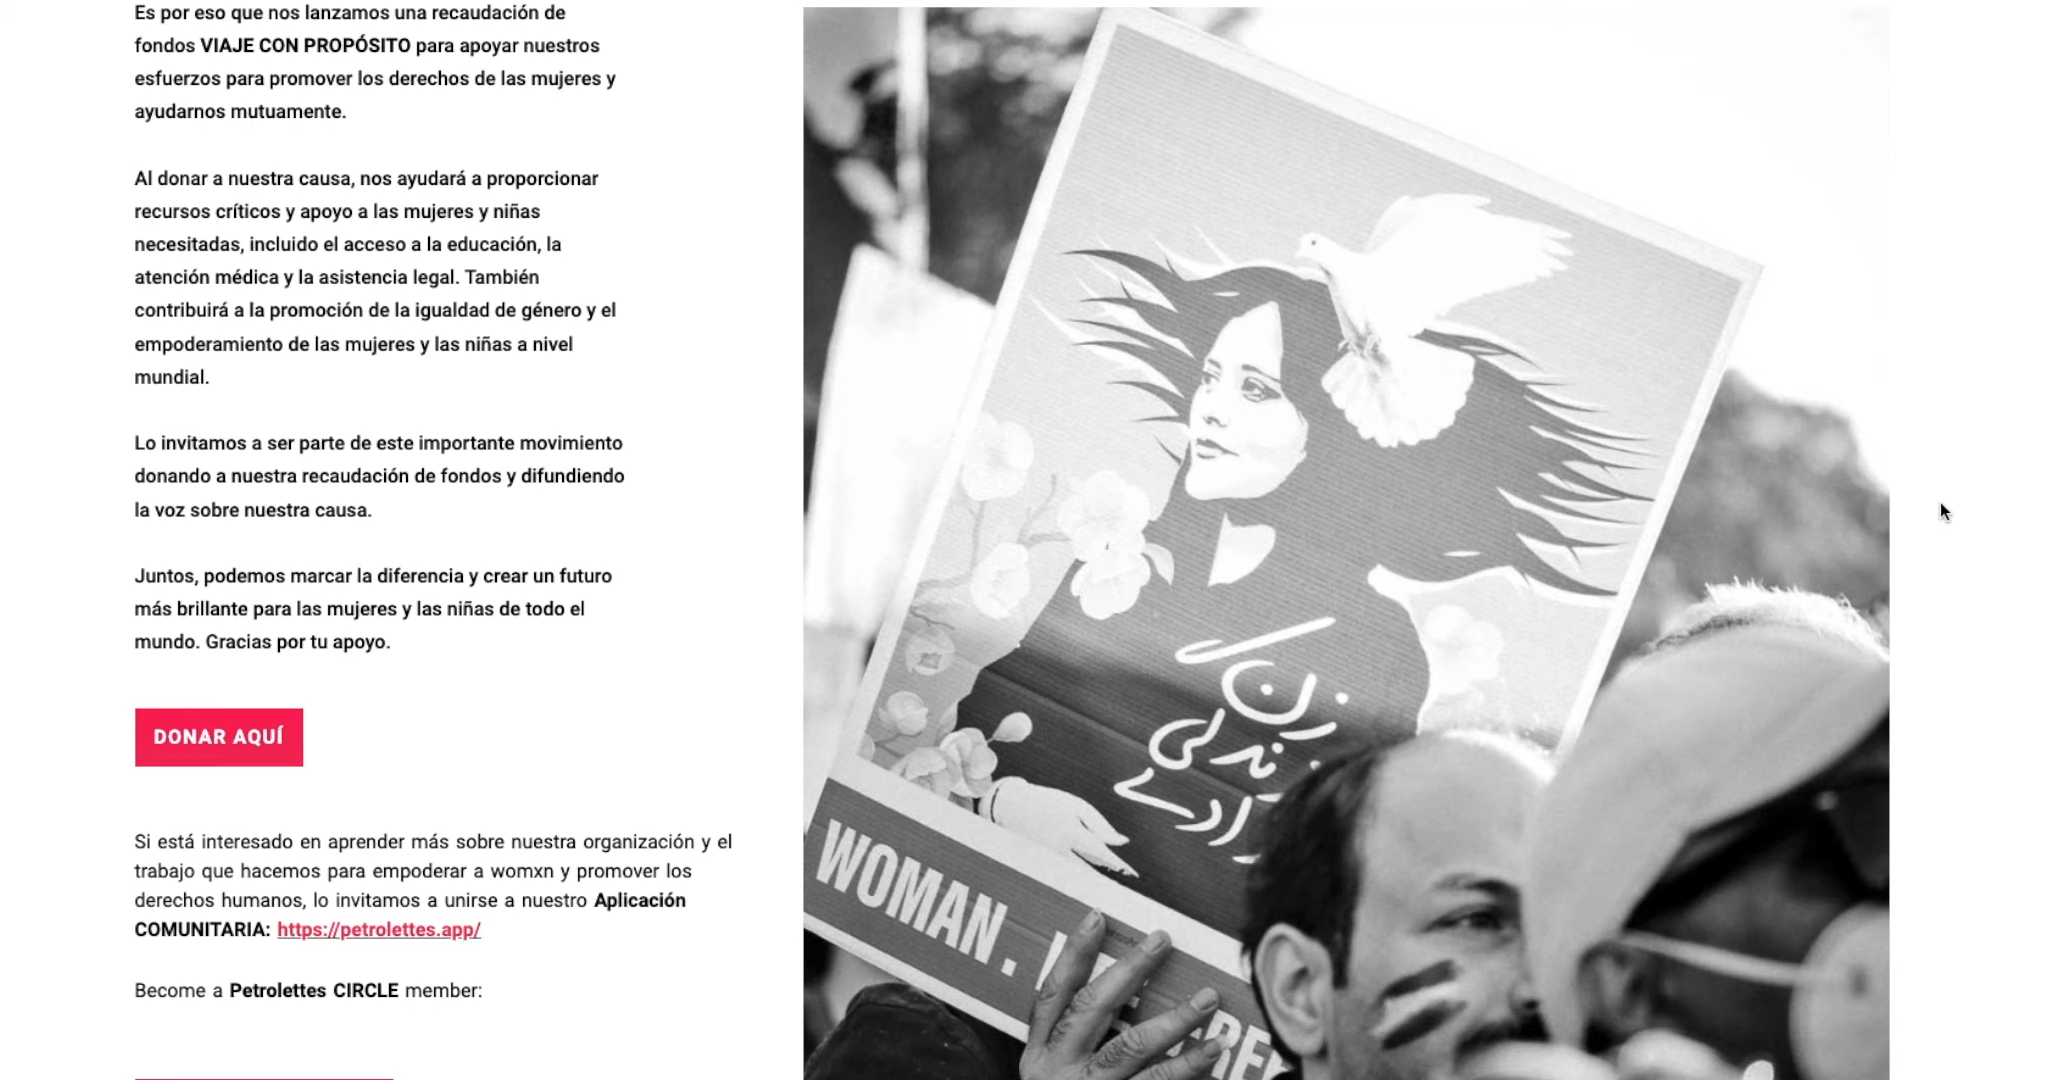 Es por eso que nos lanzamos una recaudación de
fondos VIAJE CON PROPÓSITO para apoyar nuestros
esfuerzos para promover los derechos de las mujeres y
ayudarnos mutuamente.
Al donar a nuestra causa, nos ayudará a proporcionar
recursos críticos y apoyo a las mujeres y niñas
necesitadas, incluido el acceso a la educación, la
atención médica y la asistencia legal. También
contribuirá a la promoción de la igualdad de género y el
empoderamiento de las mujeres y las niñas a nivel
mundial.
Lo invitamos a ser parte de este importante movimiento
donando a nuestra recaudación de fondos y difundiendo
la voz sobre nuestra causa.
Juntos, podemos marcar la diferencia y crear un futuro
más brillante para las mujeres y las niñas de todo el
mundo. Gracias por tu apoyo.
DONAR AQUÍ
Si está interesado en aprender más sobre nuestra organización y el
trabajo que hacemos para empoderar a womxn y promover los
derechos humanos, lo invitamos a unirse a nuestro Aplicación
COMUNITARIA: https://petrolettes.app/
Become a Petrolettes CIRCLE member:
زن
WOMAN.